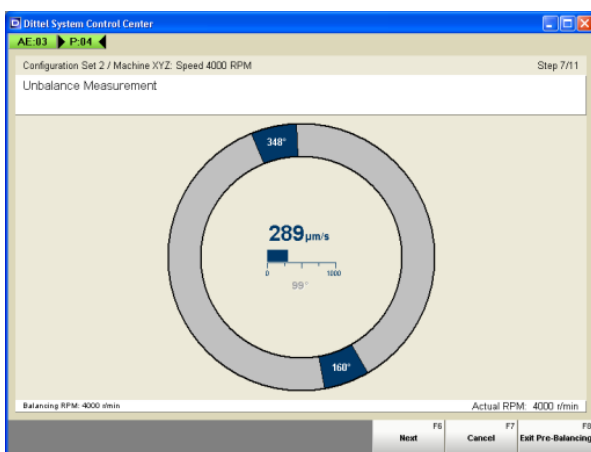 Dittel System Control Center
AE:03 P:04
Configuration Set 2 / Machine XYZ: Speed 4000 RPM Step 7/11
Unbalance Measurement
348°
289 µm/s
0 1000
99°
160°
Balancing RPM: 4000 r/min Actual RPM: 4000 r/min
F6 F7 F8
Next Cancel Exit Pre-Balancing